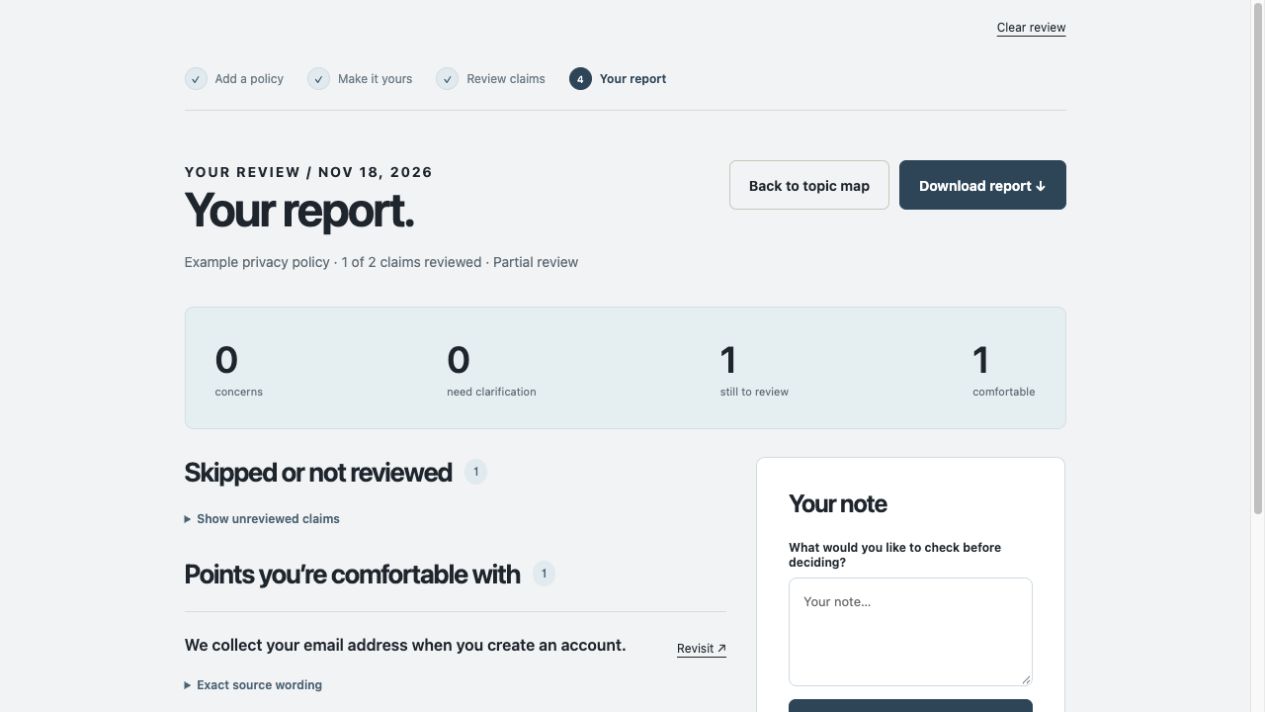 Clear review
Add a policy
Make it yours
Review claims
4 Your report
YOUR REVIEW / NOV 18, 2026
Your report.
Back to topic map
Download report ↓
Example privacy policy · 1 of 2 claims reviewed · Partial review
0
concerns
0
need clarification
1
still to review
1
comfortable
Skipped or not reviewed 1
Show unreviewed claims
Points you’re comfortable with 1
We collect your email address when you create an account.
Revisit ↗
Exact source wording
Your note
What would you like to check before
deciding?
Your note...